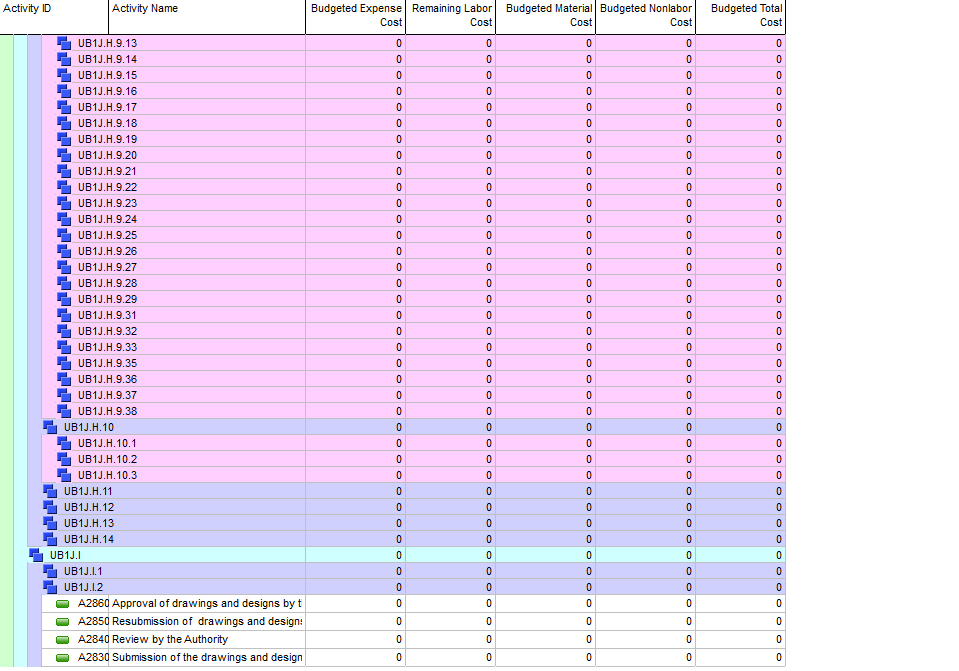 Activity ID Activity Name Budgeted Expense Cost Remaining Labor Cost Budgeted Material Cost Budgeted Nonlabor Cost Budgeted Total Cost
UB1J.H.9.13 0 0 0 0 0
UB1J.H.9.14 0 0 0 0 0
UB1J.H.9.15 0 0 0 0 0
UB1J.H.9.16 0 0 0 0 0
UB1J.H.9.17 0 0 0 0 0
UB1J.H.9.18 0 0 0 0 0
UB1J.H.9.19 0 0 0 0 0
UB1J.H.9.20 0 0 0 0 0
UB1J.H.9.21 0 0 0 0 0
UB1J.H.9.22 0 0 0 0 0
UB1J.H.9.23 0 0 0 0 0
UB1J.H.9.24 0 0 0 0 0
UB1J.H.9.25 0 0 0 0 0
UB1J.H.9.26 0 0 0 0 0
UB1J.H.9.27 0 0 0 0 0
UB1J.H.9.28 0 0 0 0 0
UB1J.H.9.29 0 0 0 0 0
UB1J.H.9.31 0 0 0 0 0
UB1J.H.9.32 0 0 0 0 0
UB1J.H.9.33 0 0 0 0 0
UB1J.H.9.35 0 0 0 0 0
UB1J.H.9.36 0 0 0 0 0
UB1J.H.9.37 0 0 0 0 0
UB1J.H.9.38 0 0 0 0 0
UB1J.H.10 0 0 0 0 0
UB1J.H.10.1 0 0 0 0 0
UB1J.H.10.2 0 0 0 0 0
UB1J.H.10.3 0 0 0 0 0
UB1J.H.11 0 0 0 0 0
UB1J.H.12 0 0 0 0 0
UB1J.H.13 0 0 0 0 0
UB1J.H.14 0 0 0 0 0
UB1J.I 0 0 0 0 0
UB1J.I.1 0 0 0 0 0
UB1J.I.2 0 0 0 0 0
A2860 Approval of drawings and designs by t 0 0 0 0 0
A2850 Resubmission of drawings and designs 0 0 0 0 0
A2840 Review by the Authority 0 0 0 0 0
A2830 Submission of the drawings and design 0 0 0 0 0